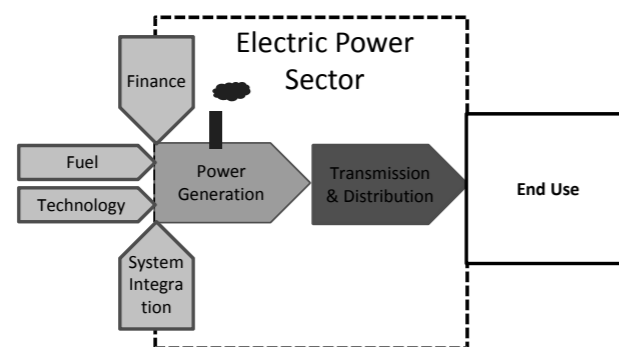 Electric Power
Sector
Finance
Fuel
Technology
System
Integra
tion
Power
Generation
Transmission
& Distribution
End Use